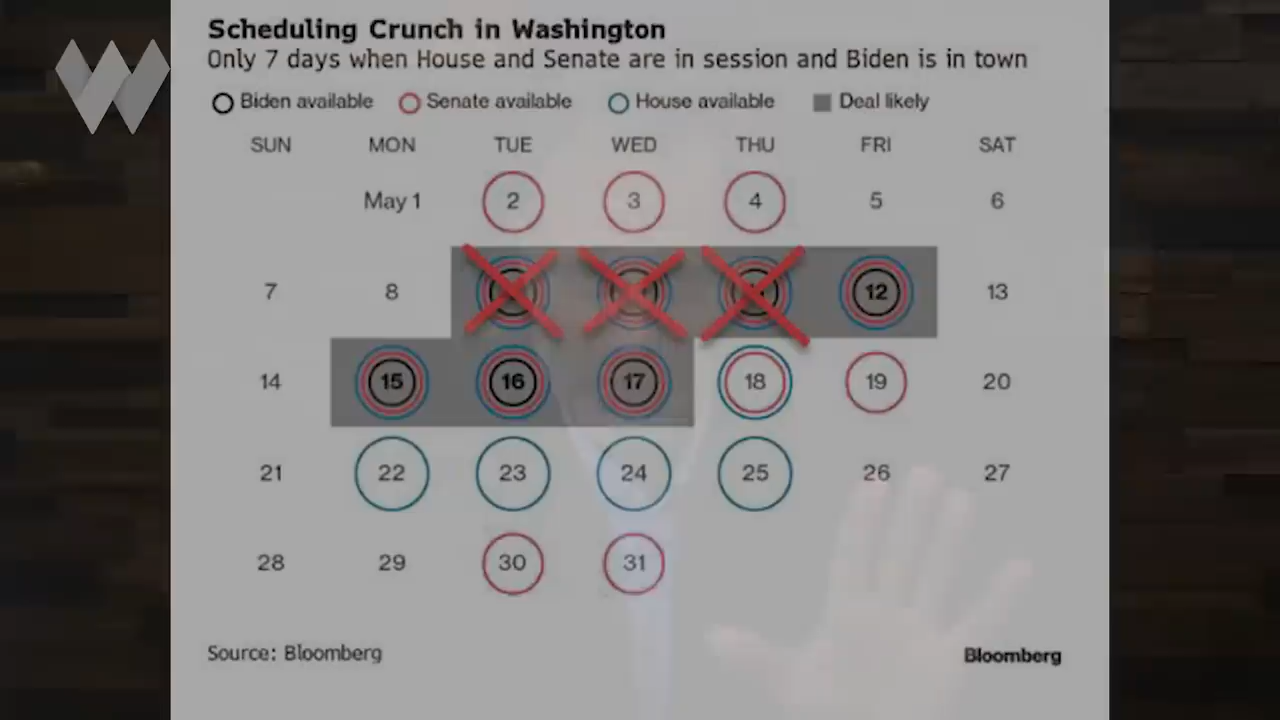 W
Scheduling Crunch in Washington
Only 7 days when House and Senate are in session and Biden is in town
Biden available Senate available House available Deal likely
SUN MON TUE WED THU FRI SAT
May 1 2 3 4 5 6
7 8 12 13
14 15 16 17 18 19 20
21 22 23 24 25 26 27
28 29 30 31
Source: Bloomberg Bloomberg